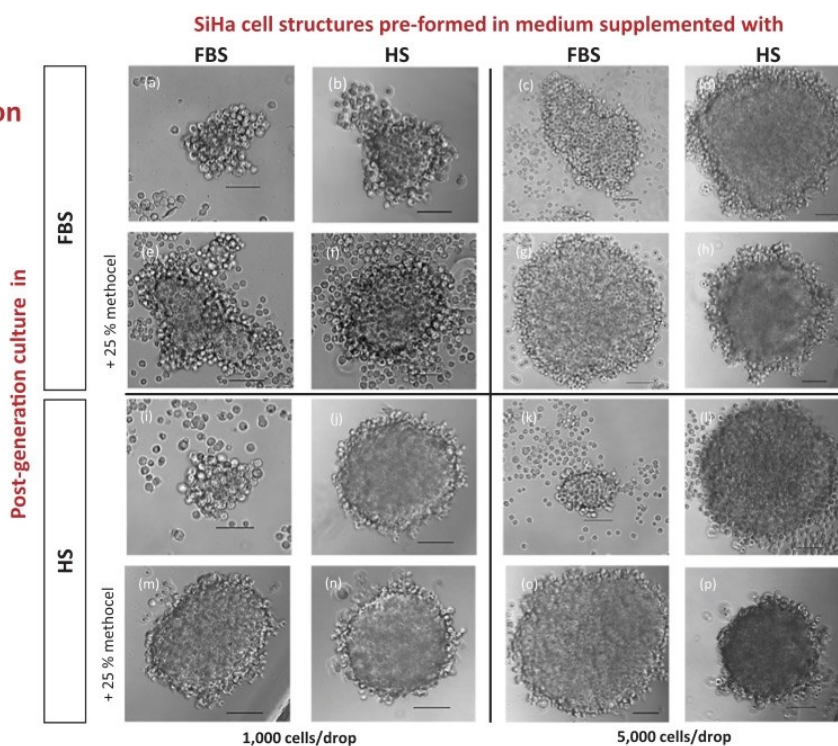 SiHa cell structures pre-formed in medium supplemented with
FBS HS FBS HS
on
Post-generation culture in
FBS
(a) (b) (c)
+ 25 % methocel
(e) (f) (g) (h)
HS
(i) (j) (k) (l)
+ 25 % methocel
(m) (n) (o) (p)
1,000 cells/drop 5,000 cells/drop